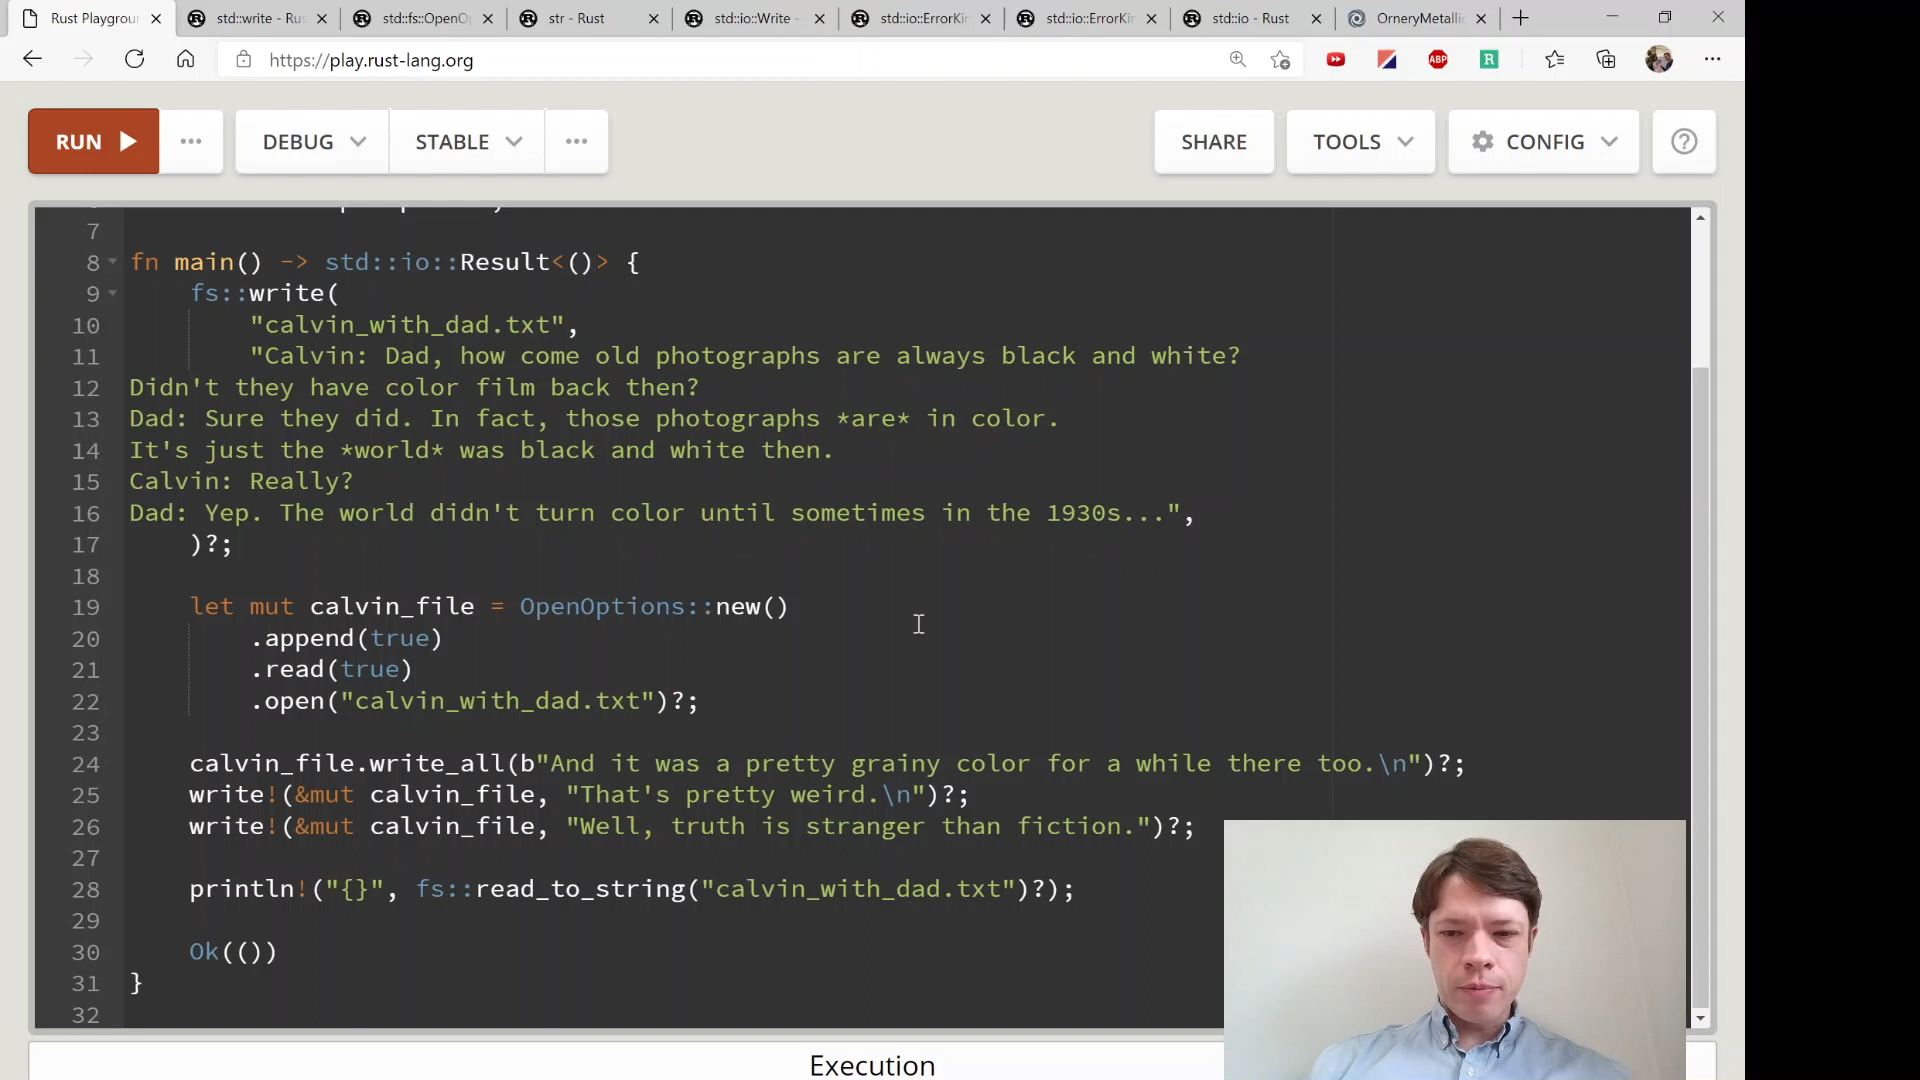 Rust Playgroun
std::write - Rus
std::fs::OpenO
str - Rust
std::io::Write -
std::io::ErrorKin
std::io::ErrorKin
std::io - Rust
OrneryMetallic
https://play.rust-lang.org
ABP
R
RUN
DEBUG
STABLE
SHARE
TOOLS
CONFIG
7
8 fn main() -> std::io::Result<()> {
9 fs::write(
10 "calvin_with_dad.txt",
11 "Calvin: Dad, how come old photographs are always black and white?
12 Didn't they have color film back then?
13 Dad: Sure they did. In fact, those photographs *are* in color.
14 It's just the *world* was black and white then.
15 Calvin: Really?
16 Dad: Yep. The world didn't turn color until sometimes in the 1930s...",
17 )?;
18
19 let mut calvin_file = OpenOptions::new()
20 .append(true)
21 .read(true)
22 .open("calvin_with_dad.txt")?;
23
24 calvin_file.write_all(b"And it was a pretty grainy color for a while there too.\n")?;
25 write!(&mut calvin_file, "That's pretty weird.\n")?;
26 write!(&mut calvin_file, "Well, truth is stranger than fiction.")?;
27
28 println!("{}", fs::read_to_string("calvin_with_dad.txt")?);
29
30 Ok(())
31 }
32
Execution